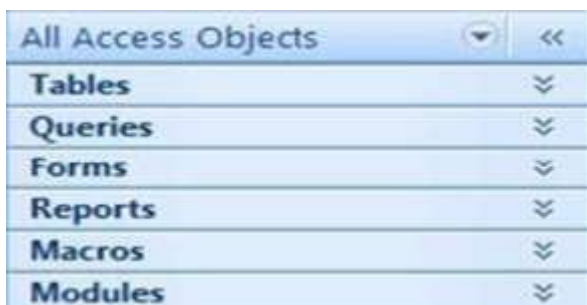 All Access Objects
Tables
Queries
Forms
Reports
Macros
Modules